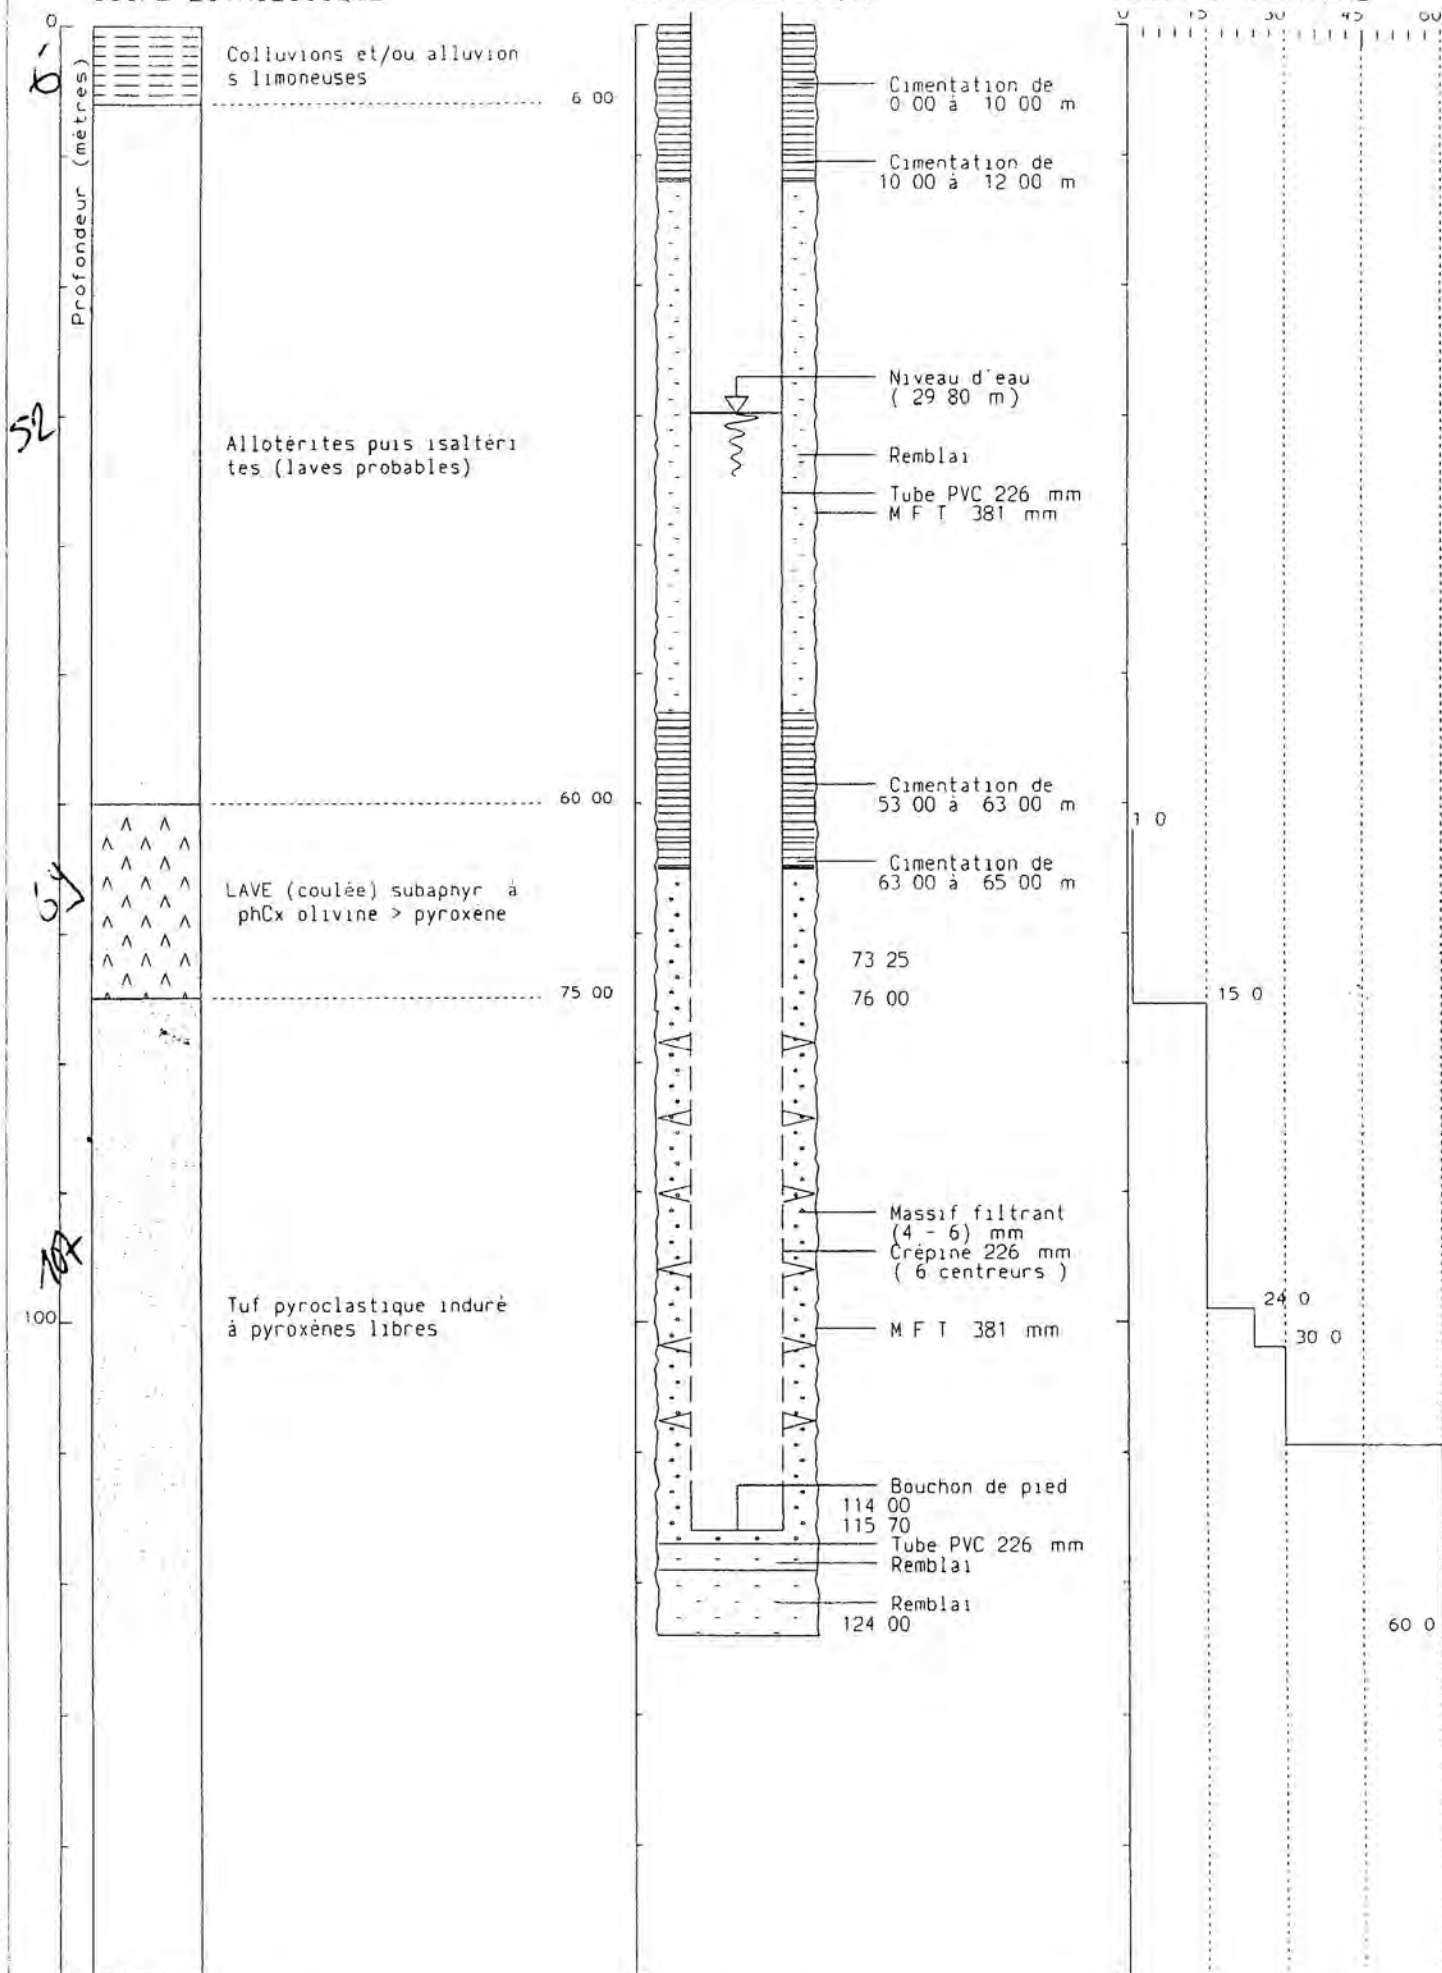 0 15 30 45 60
0
Profondeur (mètres)
Colluvions et/ou alluvion
s limoneuses
6 00
Cimentation de
0 00 à 10 00 m
Cimentation de
10 00 à 12 00 m
Niveau d'eau
( 29 80 m )
52
Allotérites puis isaltéri
tes (laves probables)
Remblai
Tube PVC 226 mm
M F T 381 mm
60 00
Cimentation de
53 00 à 63 00 m
1 0
Cimentation de
63 00 à 65 00 m
LAVE (coulée) subaphyr à
phCx olivine > pyroxène
73 25
75 00
76 00
15 0
Massif filtrant
(4 - 6) mm
Crépine 226 mm
( 6 centreurs )
107
100
Tuf pyroclastique induré
à pyroxènes libres
M F T 381 mm
24 0
30 0
Bouchon de pied
114 00
115 70
Tube PVC 226 mm
Remblai
Remblai
124 00
60 0